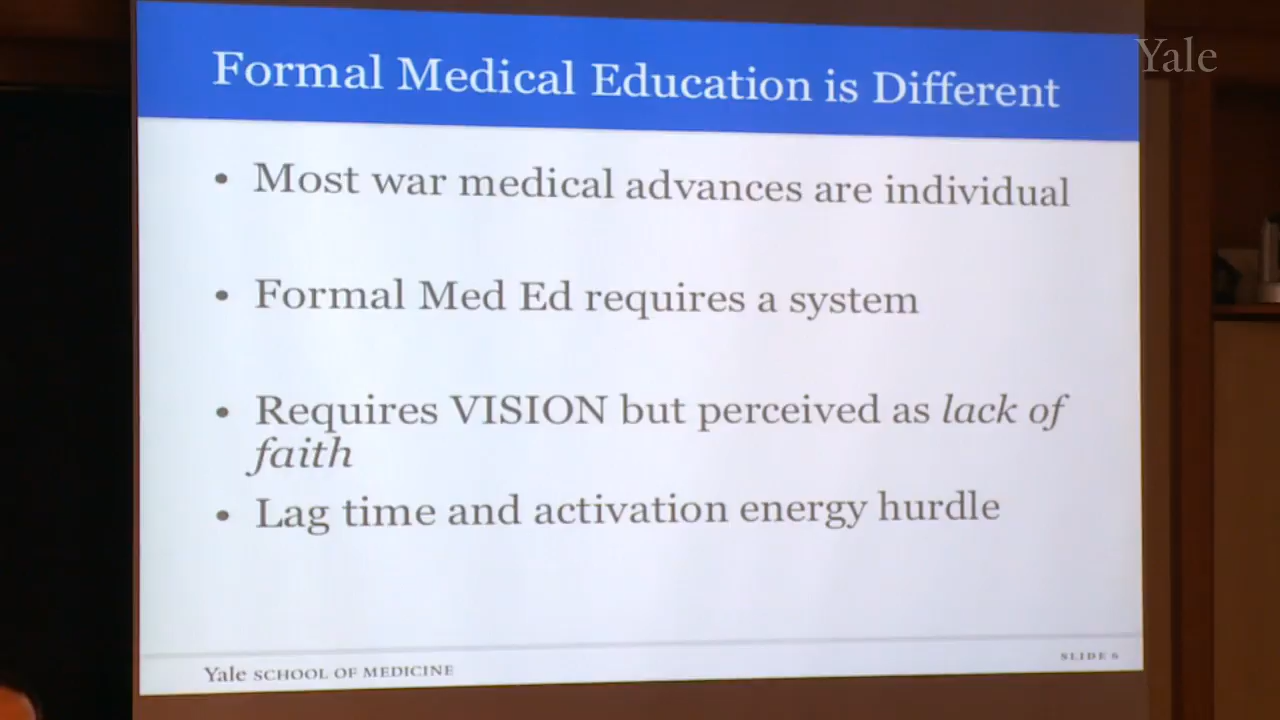 Yale
Formal Medical Education is Different
• Most war medical advances are individual
• Formal Med Ed requires a system
• Requires VISION but perceived as lack of
faith
• Lag time and activation energy hurdle
Yale SCHOOL OF MEDICINE
SLIDE 6